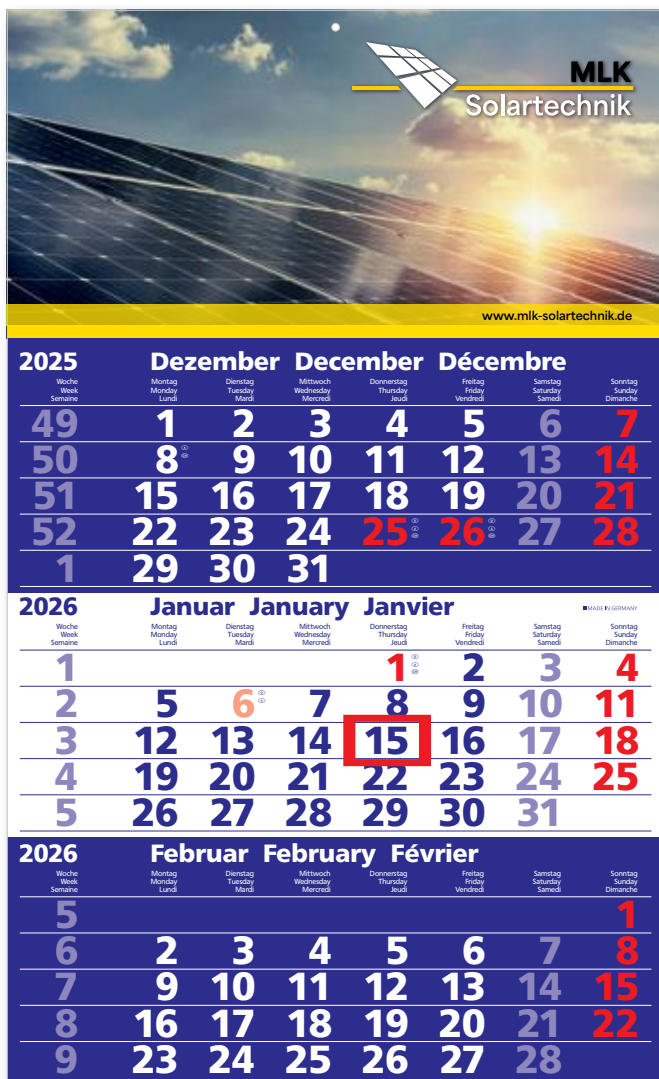 MLK
Solartechnik
www.mlk-solartechnik.de
2025 Dezember December Décembre
Woche Montag Dienstag Mittwoch Donnerstag Freitag Samstag Sonntag
Week Monday Tuesday Wednesday Thursday Friday Saturday Sunday
Semaine Lundi Mardi Mercredi Jeudi Vendredi Samedi Dimanche
49 1 2 3 4 5 6 7
50 8 9 10 11 12 13 14
51 15 16 17 18 19 20 21
52 22 23 24 25 26 27 28
1 29 30 31
2026 Januar January Janvier MADE IN GERMANY
Woche Montag Dienstag Mittwoch Donnerstag Freitag Samstag Sonntag
Week Monday Tuesday Wednesday Thursday Friday Saturday Sunday
Semaine Lundi Mardi Mercredi Jeudi Vendredi Samedi Dimanche
1 1 2 3 4
2 5 6 7 8 9 10 11
3 12 13 14 15 16 17 18
4 19 20 21 22 23 24 25
5 26 27 28 29 30 31
2026 Februar February Février
Woche Montag Dienstag Mittwoch Donnerstag Freitag Samstag Sonntag
Week Monday Tuesday Wednesday Thursday Friday Saturday Sunday
Semaine Lundi Mardi Mercredi Jeudi Vendredi Samedi Dimanche
5 1
6 2 3 4 5 6 7 8
7 9 10 11 12 13 14 15
8 16 17 18 19 20 21 22
9 23 24 25 26 27 28